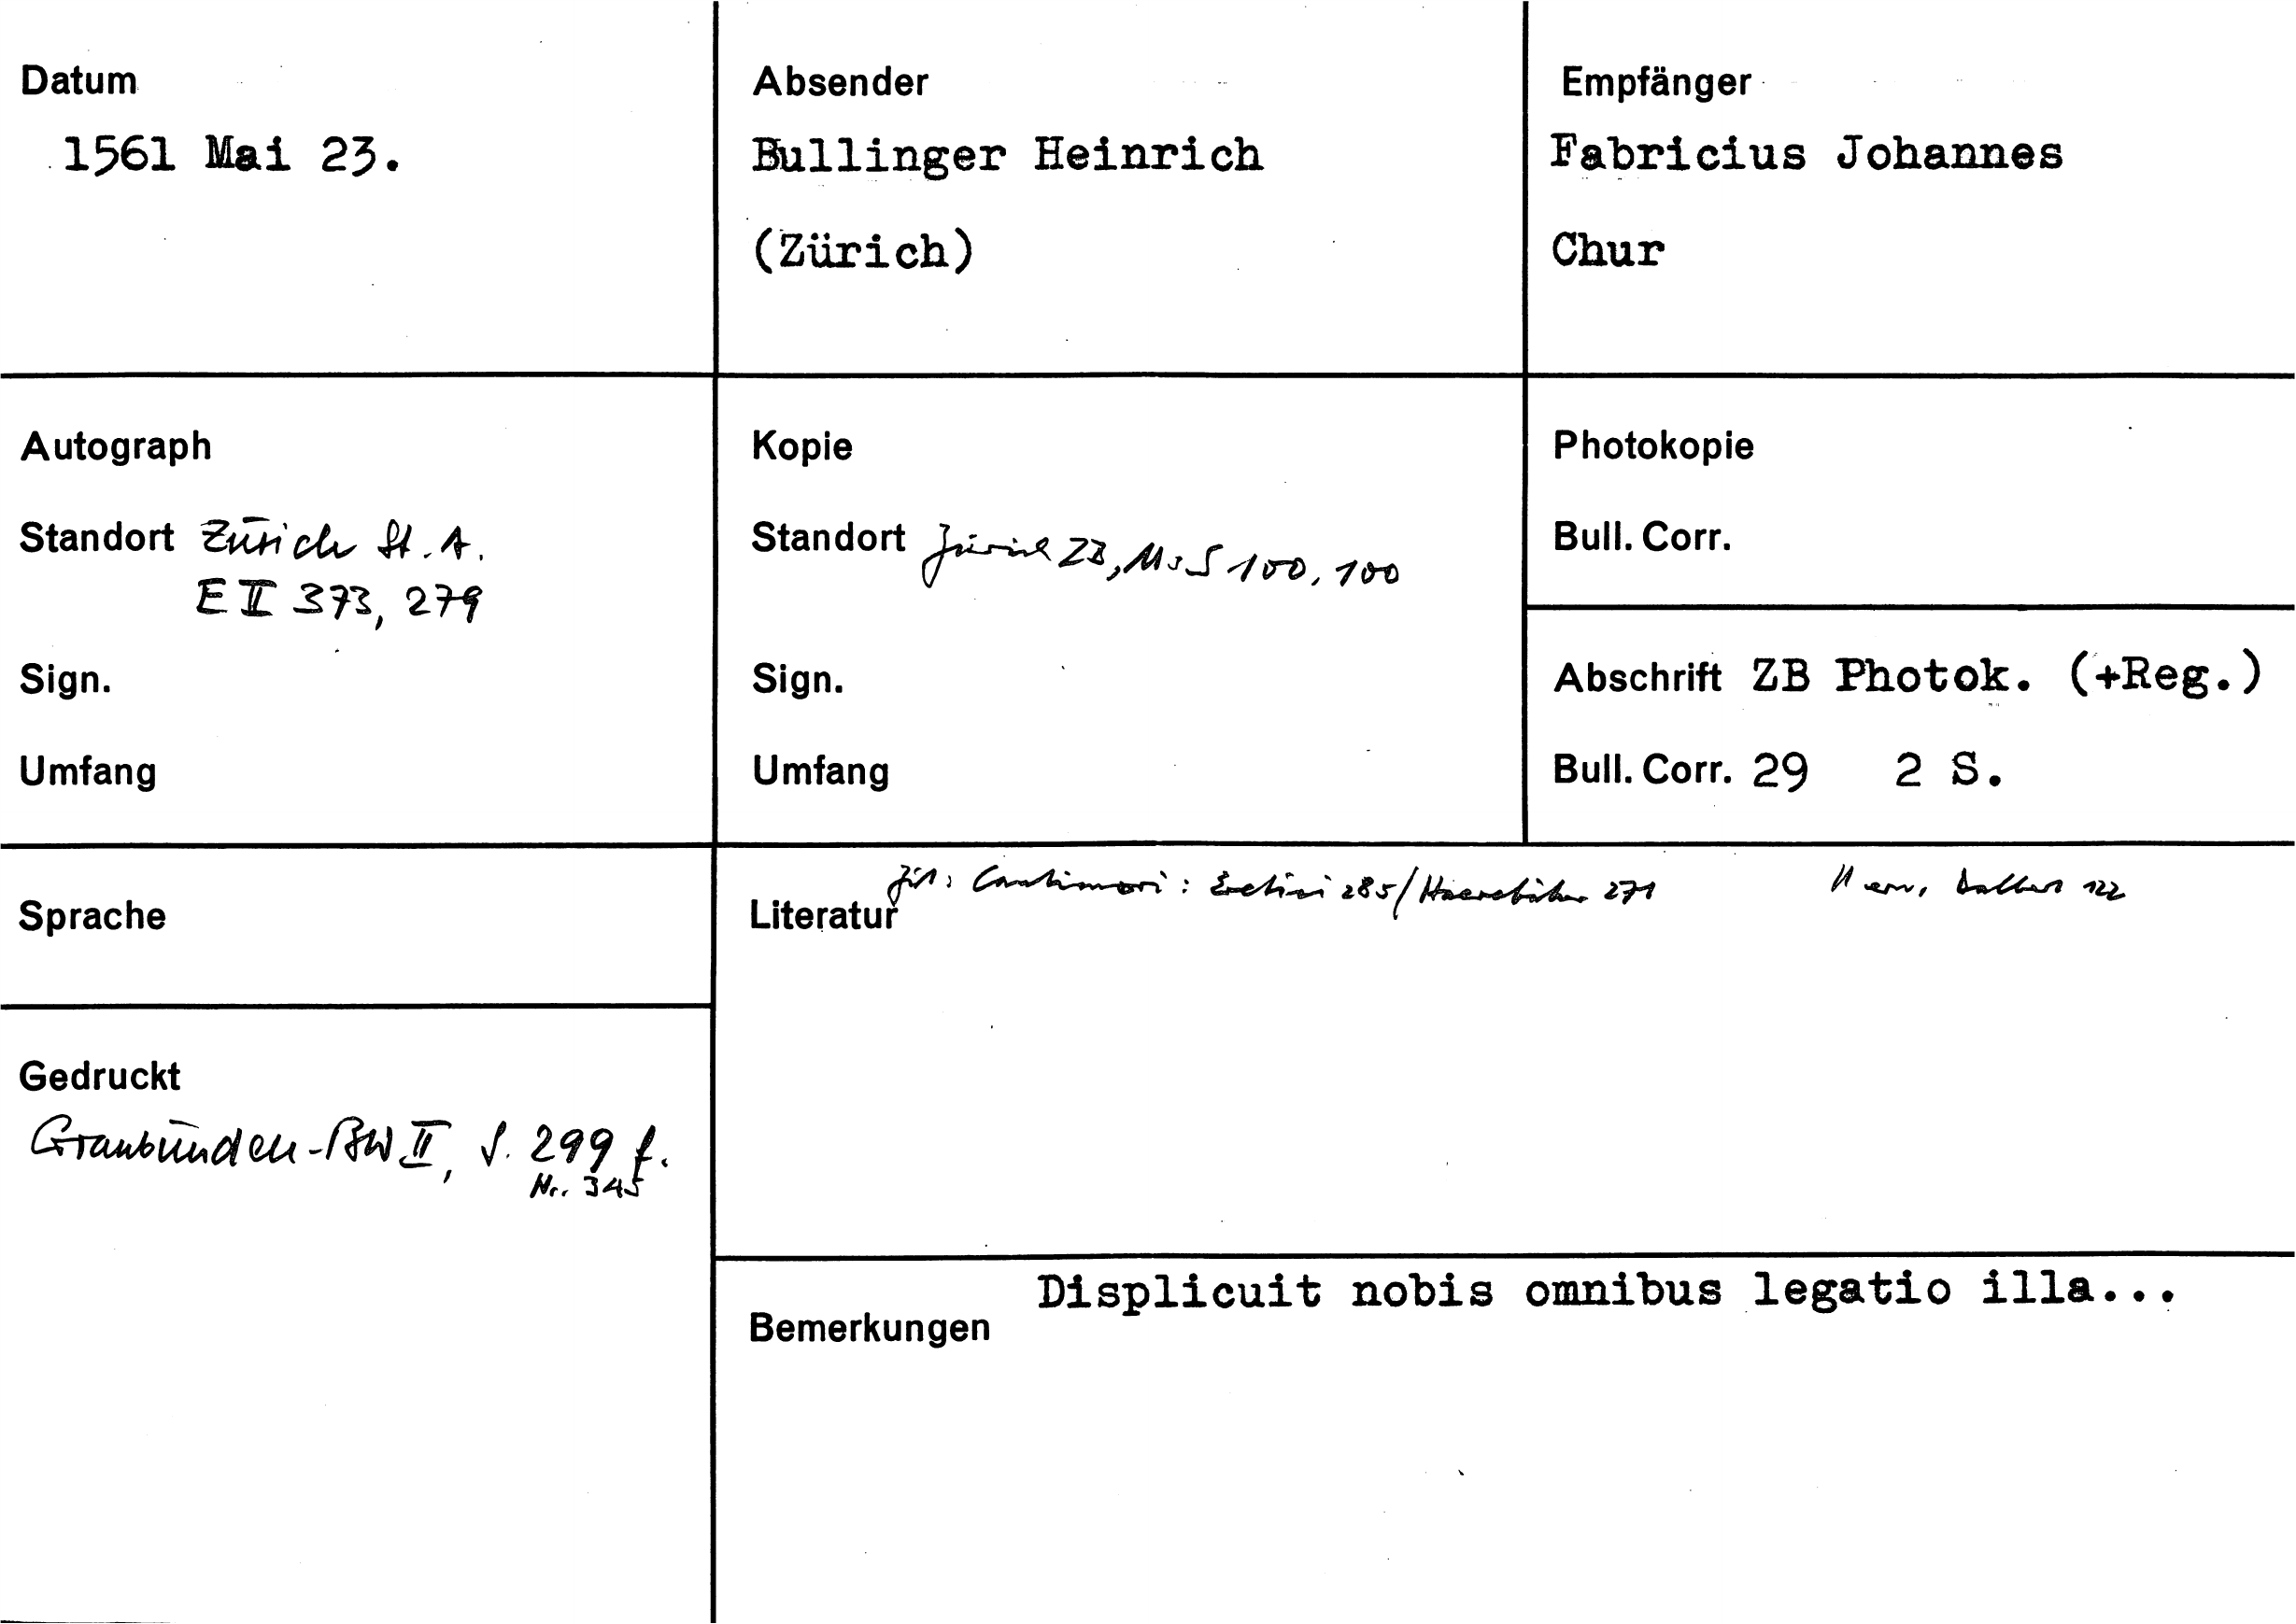 Datum
1561 Mai 23.
Absender
Bullinger Heinrich
(Zürich)
Empfänger
Fabricius Johannes
Chur
Autograph
Standort Zürich St. A.
E II 373, 279
Sign.
Umfang
Kopie
Standort Zürich ZB, Ms S 100, 100
Sign.
Umfang
Photokopie
Bull. Corr.
Abschrift ZB Photok. (+Reg.)
Bull. Corr. 29 2 S.
Sprache
Literatur Zit: Cantimori: Eretici 285/Haeretiker 271
122
Gedruckt
Graubünden-BW II, S. 299 f.
Nr. 345
Displicuit nobis omnibus legatio illa...
Bemerkungen